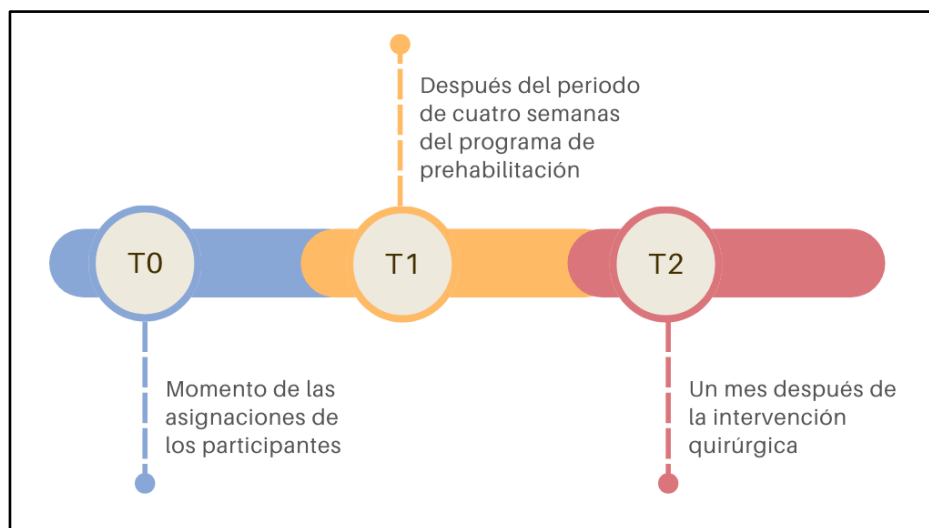 Después del periodo
de cuatro semanas
del programa de
prehabilitación
T0
T1
T2
Momento de las
asignaciones de
los participantes
Un mes después de
la intervención
quirúrgica